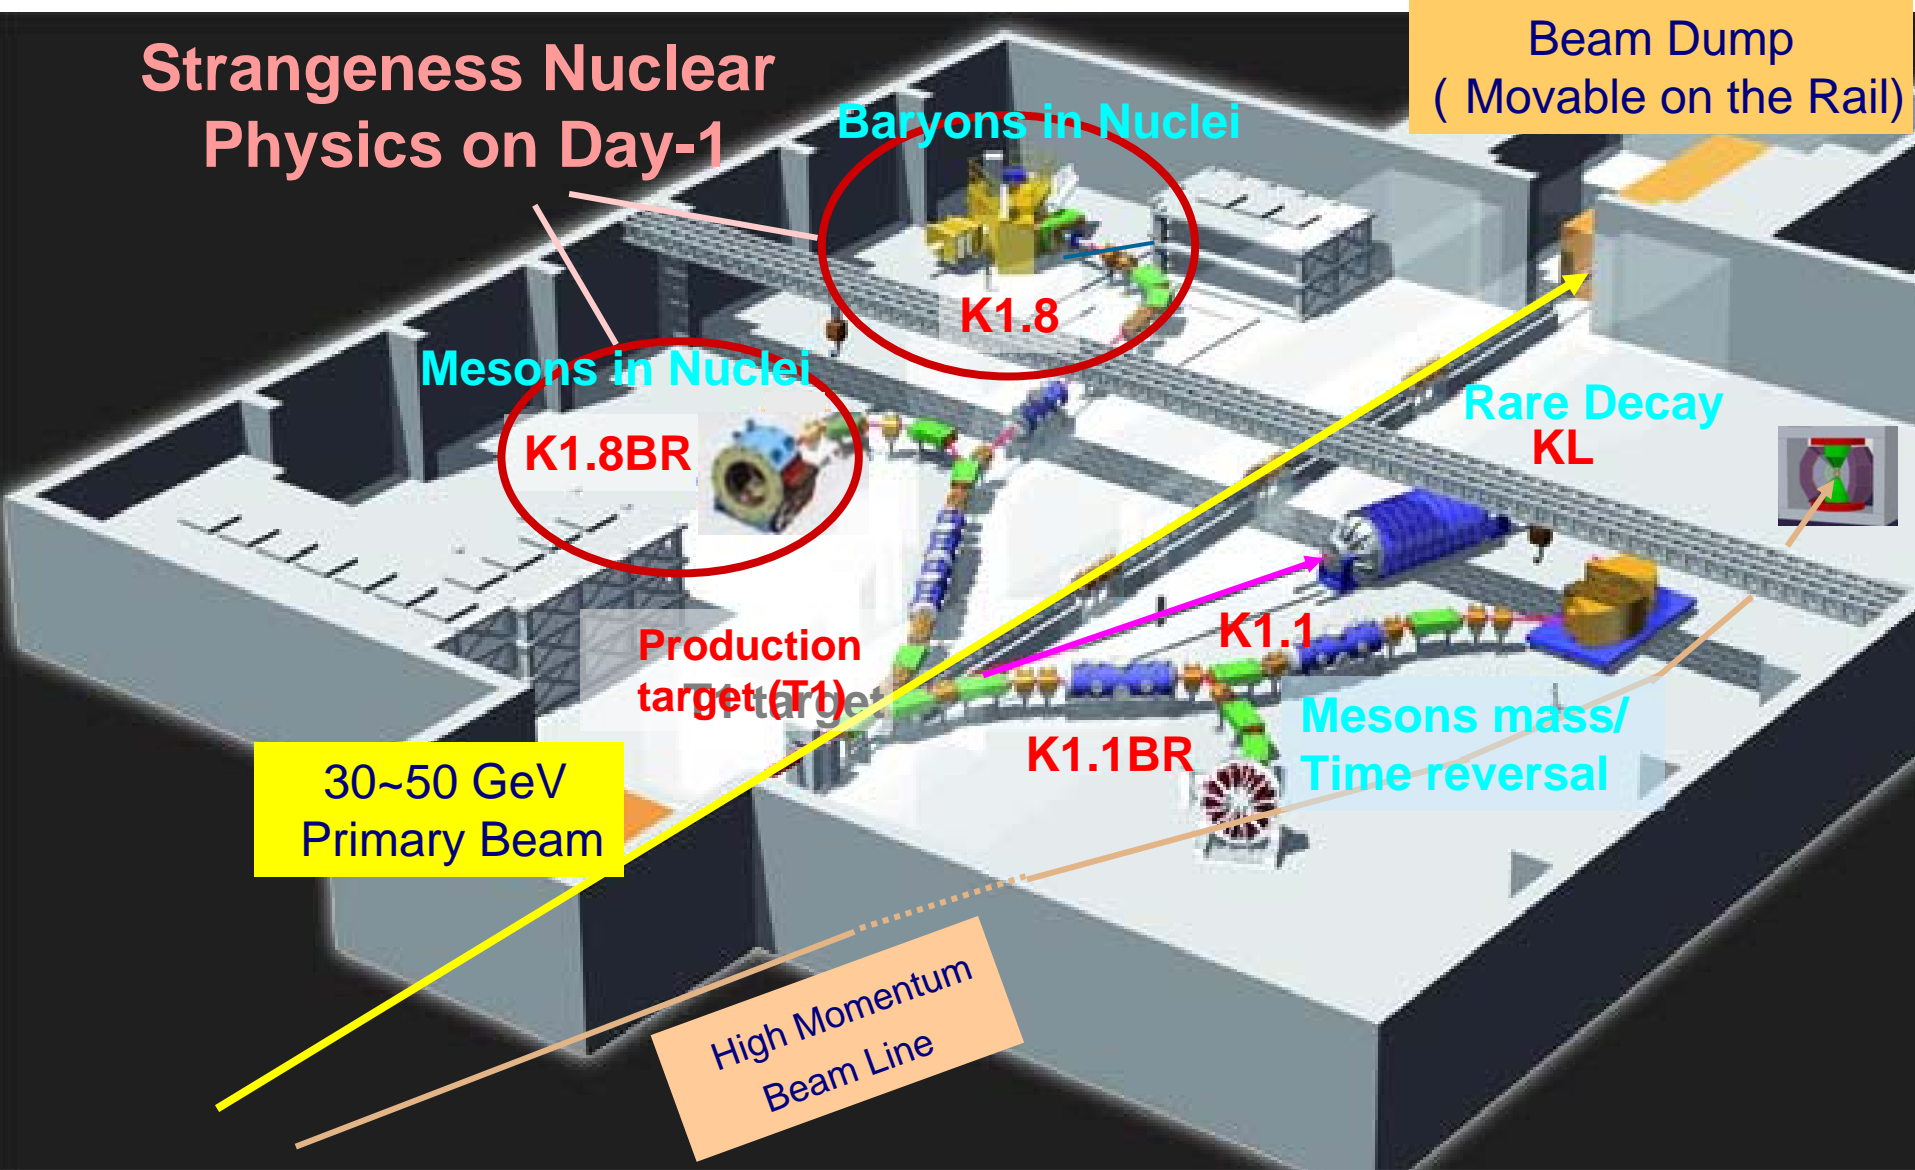 Beam Dump
( Movable on the Rail)
Strangeness Nuclear
Physics on Day-1
Baryons in Nuclei
K1.8
Mesons in Nuclei
K1.8BR
Rare Decay
KL
K1.1
Production
target (T1)
T1 target
K1.1BR
Mesons mass/
Time reversal
30~50 GeV
Primary Beam
High Momentum
Beam Line